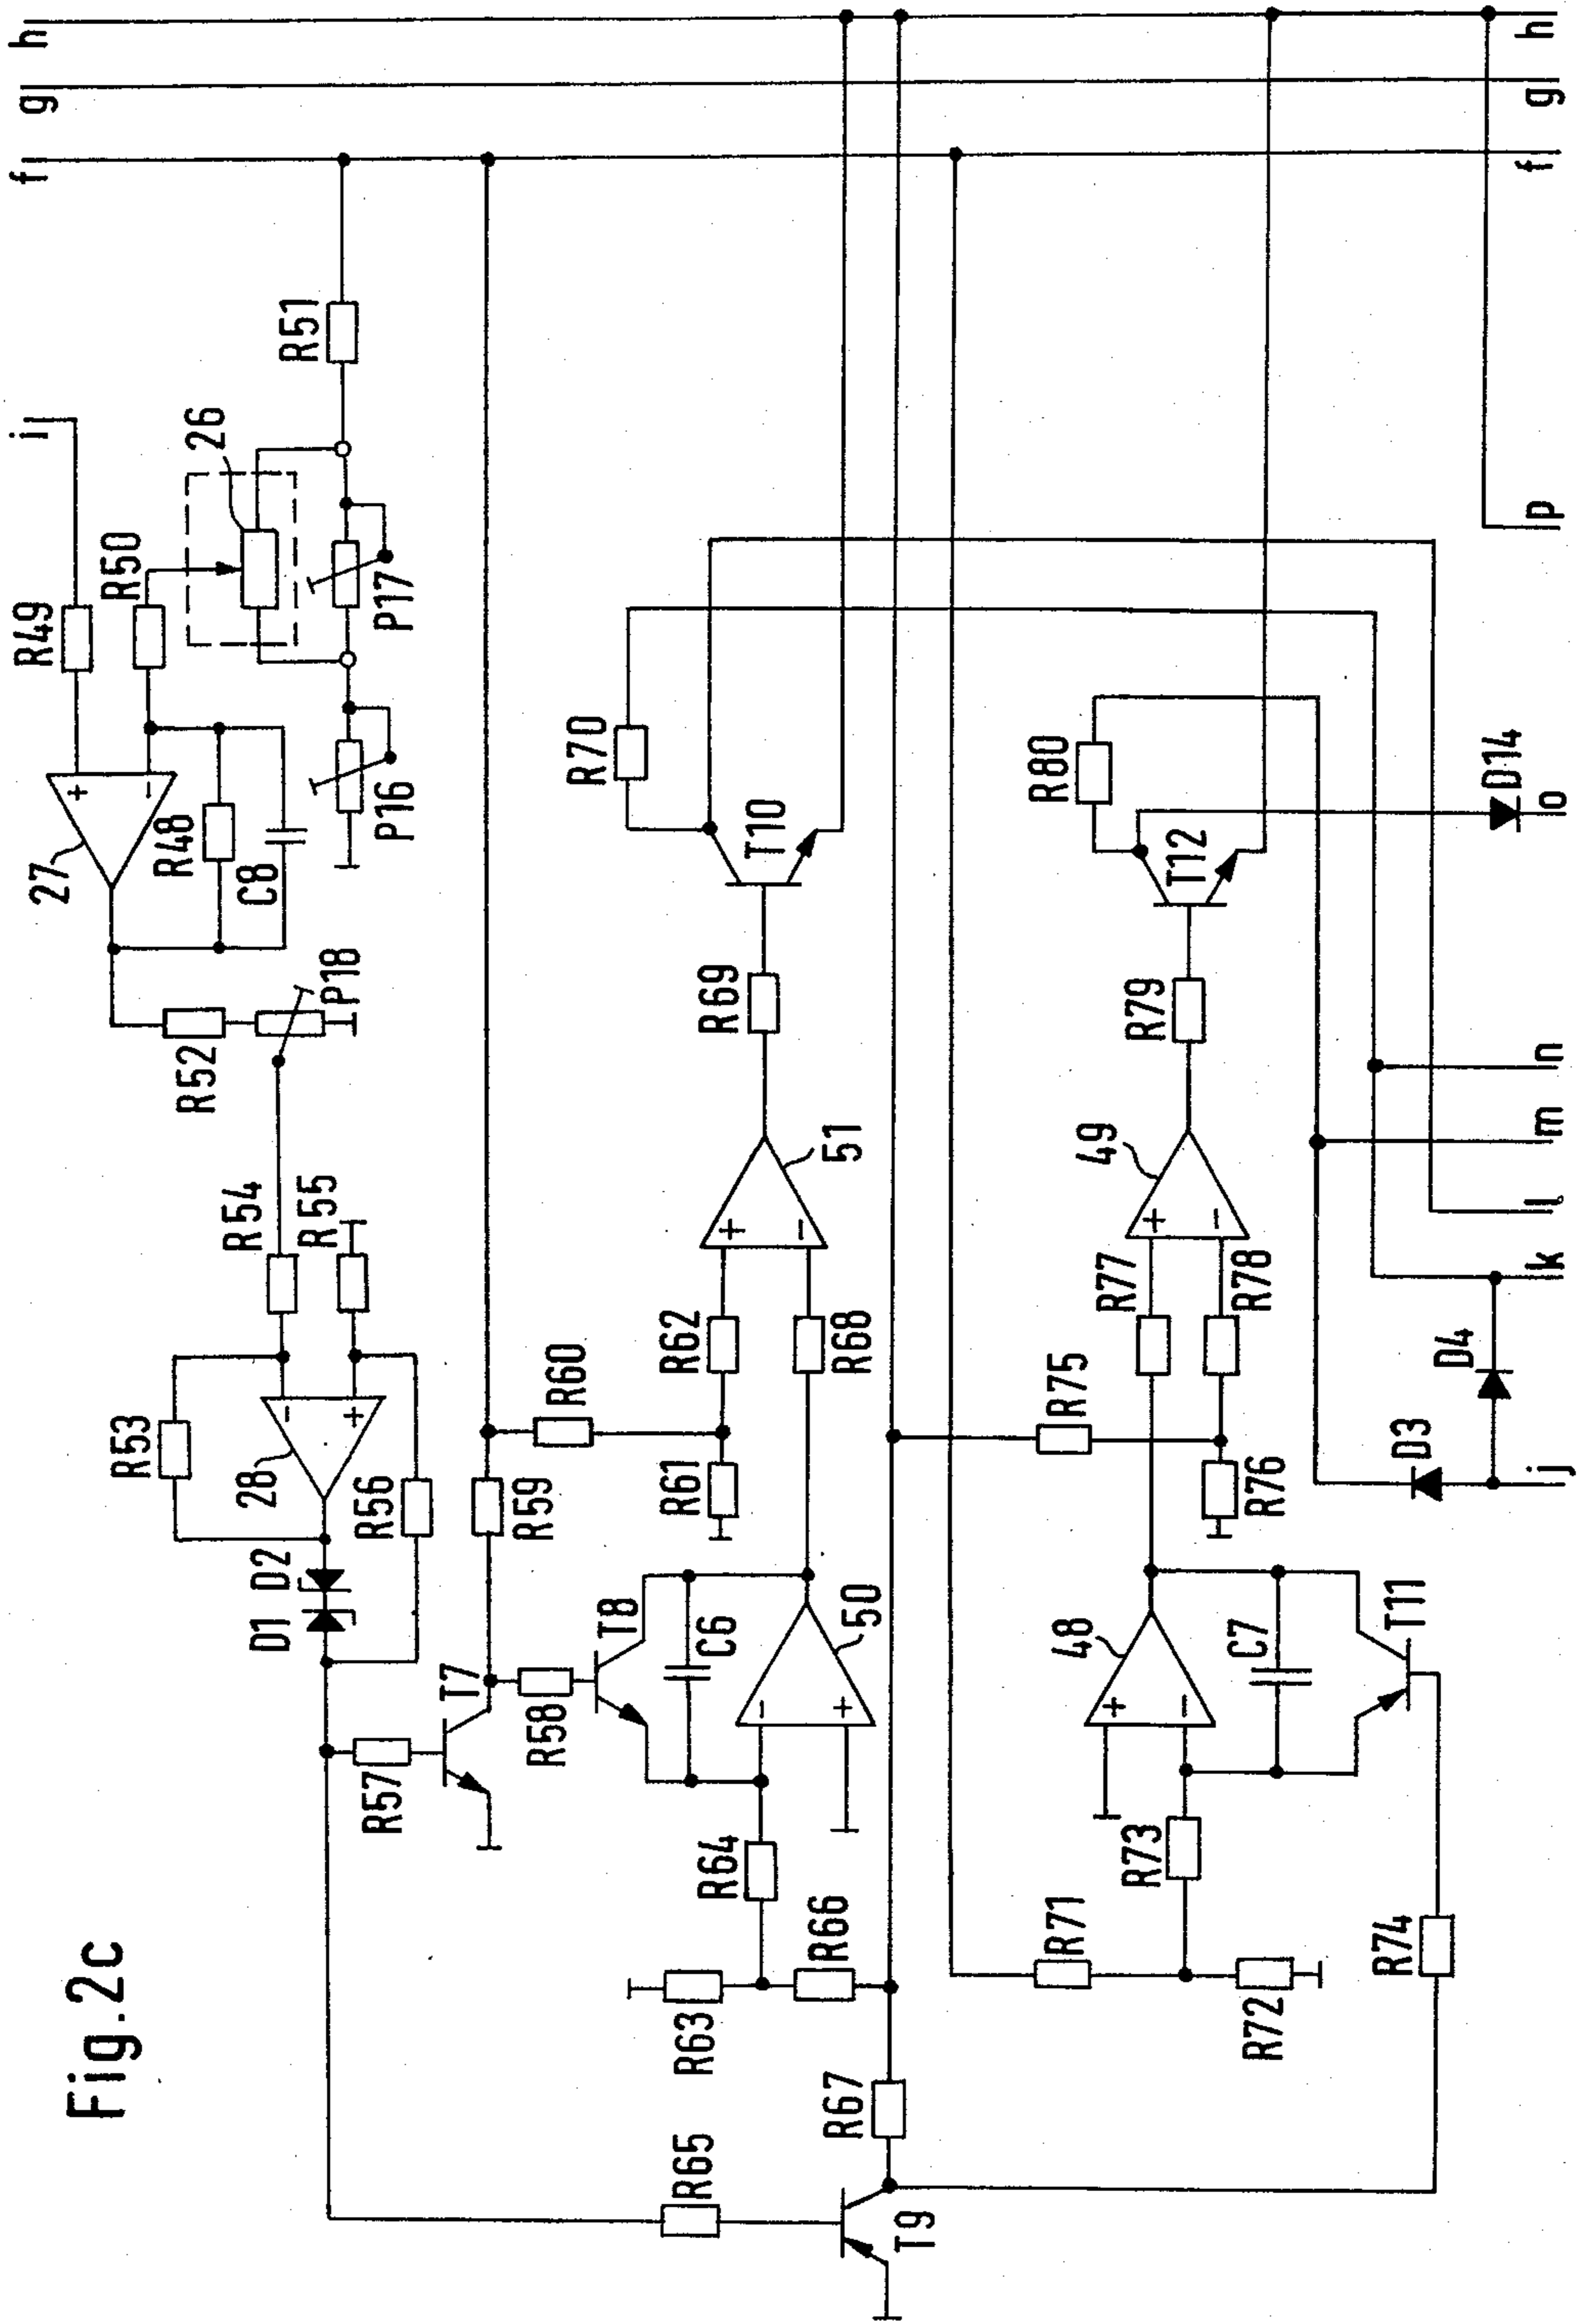 Fig.2c
h
g
f
i
R49
R50
26
R51
P17
P16
27
R48
C8
P18
R52
R54
R55
R53
28
R56
D1 D2
R57
T7
R58
T8
C6
R59
R60
R61
R62
R68
50
51
R69
T10
R70
R64
R63
R66
R67
R65
T9
R71
R72
R73
R74
48
C7
T11
R75
R76
R77
R78
49
R79
T12
R80
D14
D3
D4
j
k
l
m
n
o
p
f
g
h
+
-
-
+
+
-
-
+
+
-
+
-